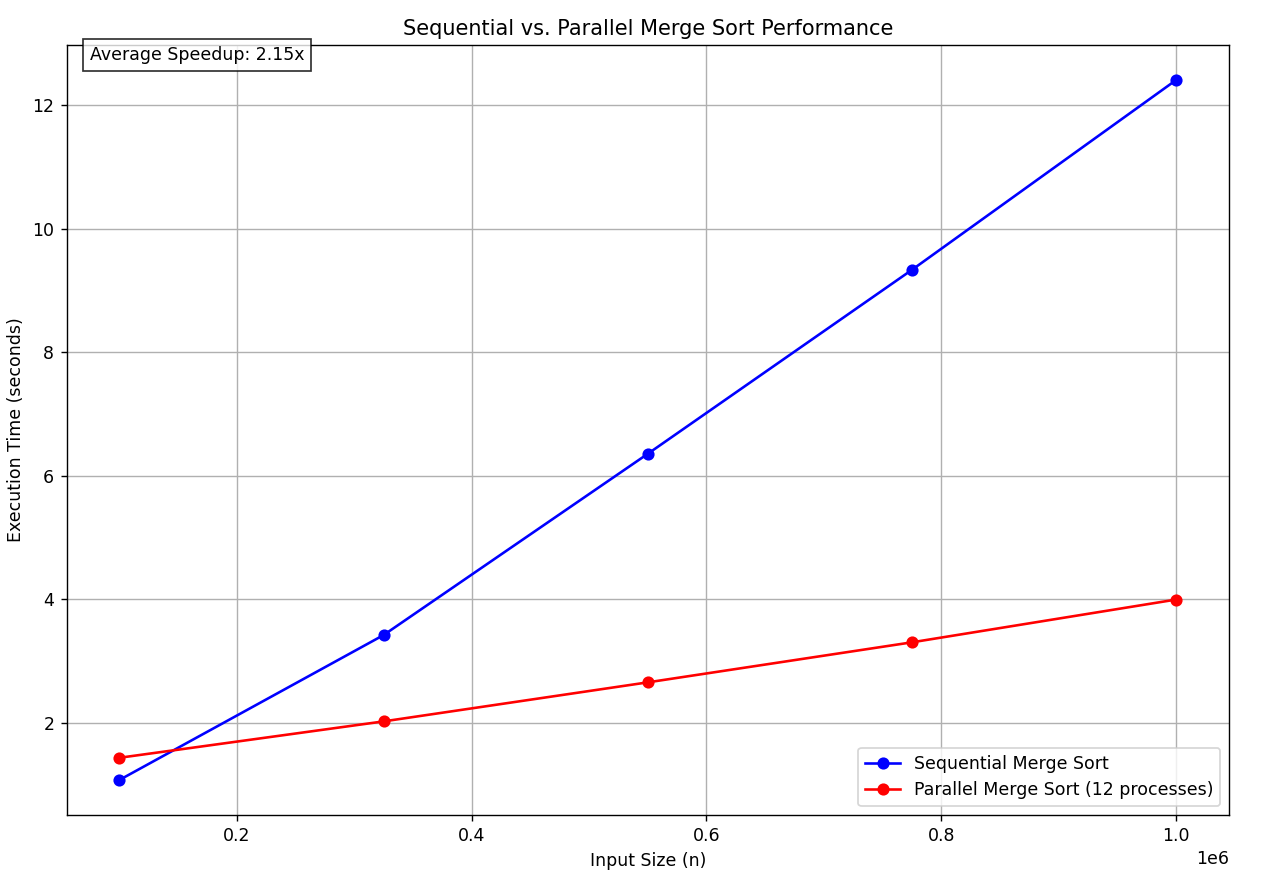 Sequential vs. Parallel Merge Sort Performance
Average Speedup: 2.15x
Execution Time (seconds)
12
10
8
6
4
2
Sequential Merge Sort
Parallel Merge Sort (12 processes)
0.2
0.4
0.6
0.8
1.0
1e6
Input Size (n)